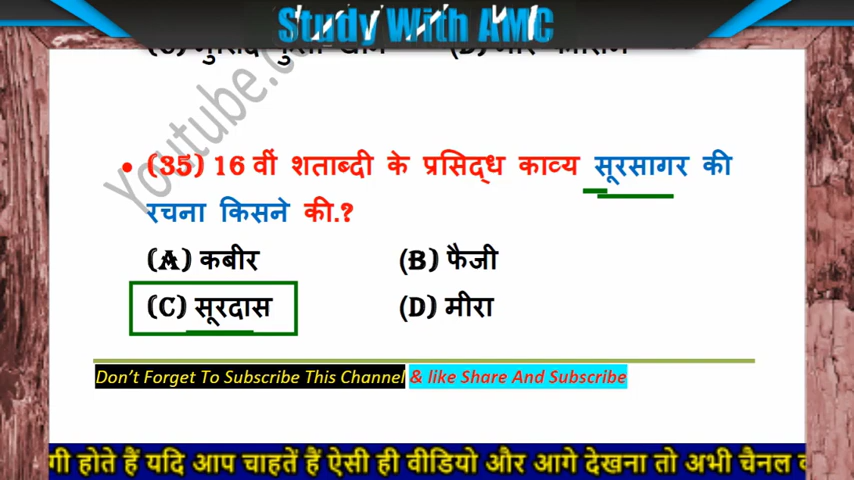 Study With AMC
• (35) 16 वीं शताब्दी के प्रसिद्ध काव्य सूरसागर की
रचना किसने की.?
(A) कबीर (B) फैजी
(C) सूरदास (D) मीरा
Don't Forget To Subscribe This Channel & like Share And Subscribe
होते हैं यदि आप चाहतें हैं ऐसी ही वीडियो और आगे देखना तो अभी चैनल